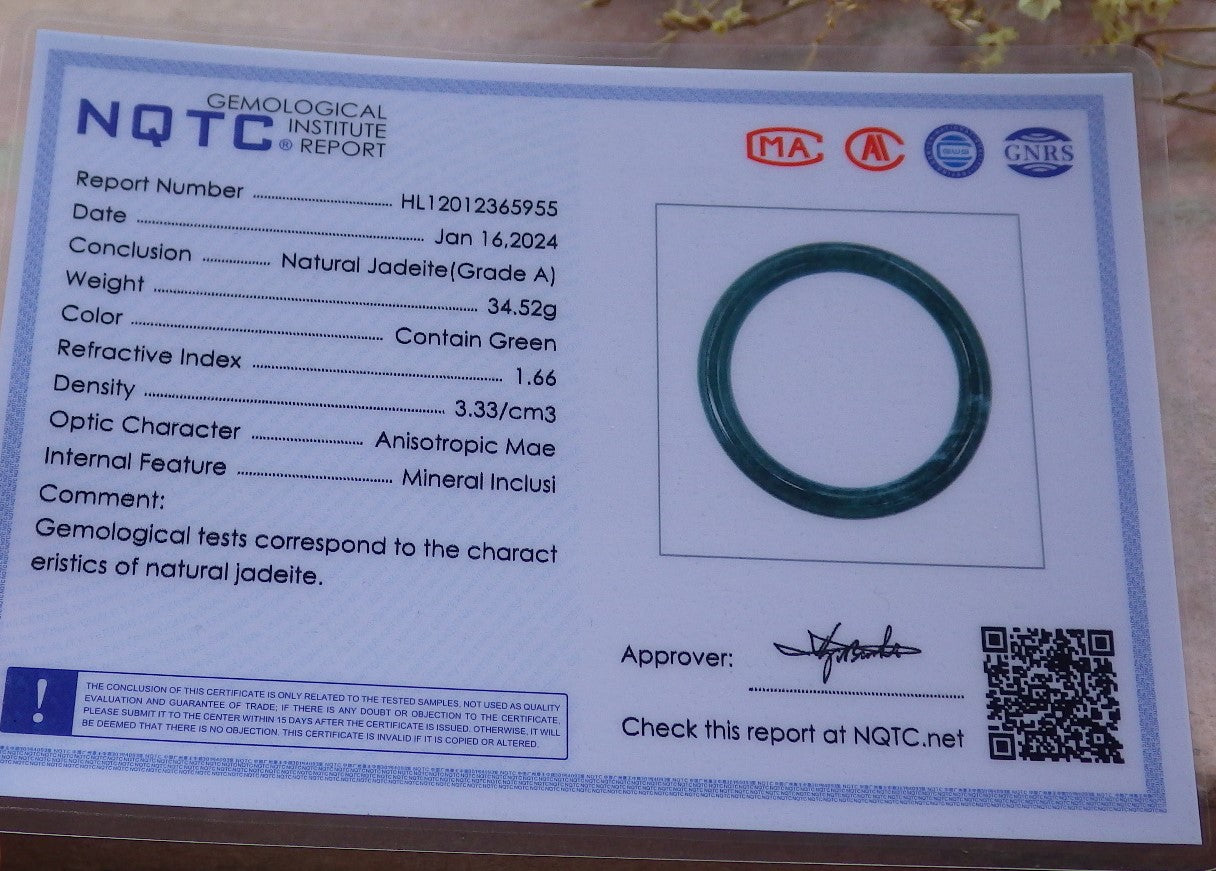 NQTC® GEMOLOGICAL
INSTITUTE
REPORT
MA
GNRS
Report Number HL12012365955
Date Jan 16,2024
Conclusion Natural Jadeite(Grade A)
Weight 34.52g
Color Contain Green
Refractive Index 1.66
Density 3.33/cm3
Optic Character Anisotropic Mae
Internal Feature Mineral Inclusi
Comment:
Gemological tests correspond to the charact
eristics of natural jadeite.
! THE CONCLUSION OF THIS CERTIFICATE IS ONLY RELATED TO THE TESTED SAMPLES, NOT USED AS QUALITY
EVALUATION AND GUARANTEE OF TRADE; IF THERE IS ANY DOUBT OR OBJECTION TO THE CERTIFICATE,
PLEASE SUBMIT IT TO THE CENTER WITHIN 15 DAYS AFTER THE CERTIFICATE IS ISSUED. OTHERWISE, IT WILL
BE DEEMED THAT THERE IS NO OBJECTION. THIS CERTIFICATE IS INVALID IF IT IS COPIED OR ALTERED.
Approver:
Check this report at NQTC.net